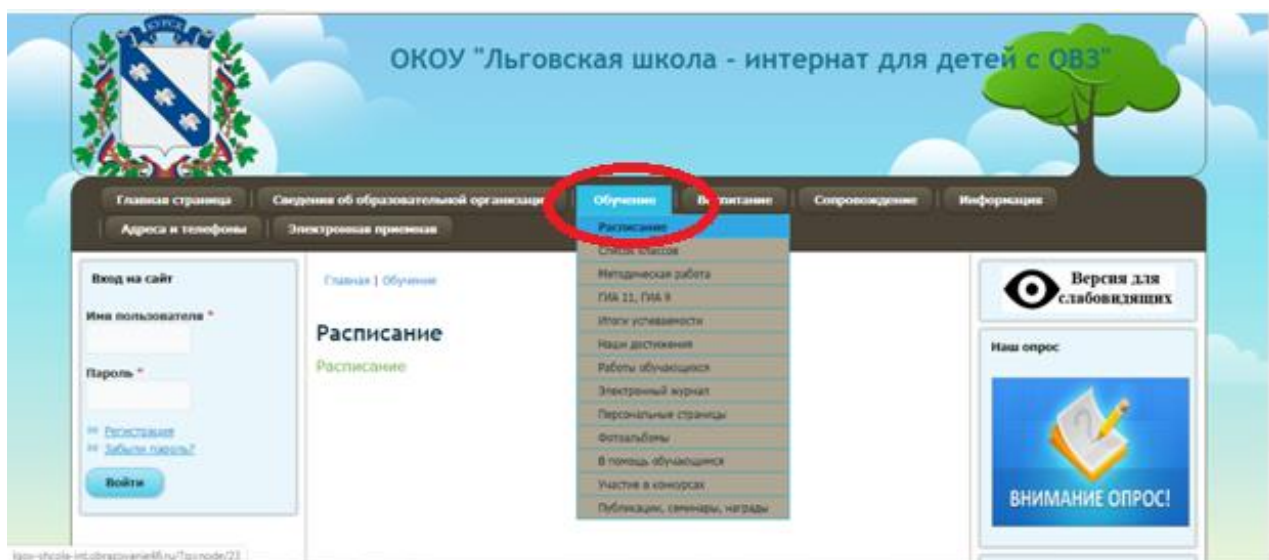 КУРСК
ОКОУ "Льговская школа - интернат для детей с ОВЗ"
Главная страница
Сведения об образовательной организации
Обучение
Воспитание
Сопровождение
Информация
Адреса и телефоны
Электронная приемная
Расписание
Список классов
Методическая работа
ГИА 11, ГИА 9
Итоги успеваемости
Наши достижения
Работы обучающихся
Электронный журнал
Персональные страницы
Фотоальбомы
В помощь обучающимся
Участие в конкурсах
Публикации, семинары, награды
Вход на сайт
Имя пользователя *
Пароль *
Регистрация
Забыли пароль?
Войти
Главная | Обучение
Расписание
Расписание
Версия для
слабовидящих
Наш опрос
ВНИМАНИЕ ОПРОС!